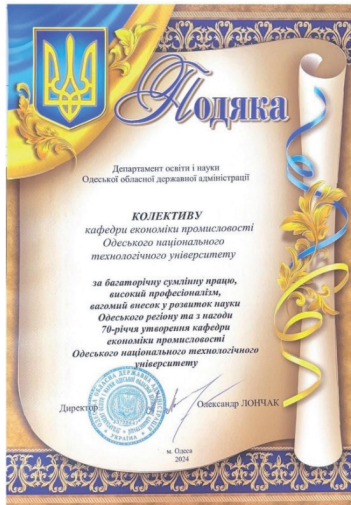 Подяка
Департамент освіти і науки
Одеської обласної державної адміністрації
КОЛЕКТИВУ
кафедри економіки промисловості
Одеського національного
технологічного університету
за багаторічну сумлінну працю,
високий професіоналізм,
вагомий внесок у розвиток науки
Одеського регіону та з нагоди
70-річчя утворення кафедри
економіки промисловості
Одеського національного технологічного
університету
Директор Олександр ЛОНЧАК
УКРАЇНА
м. Одеса
2024